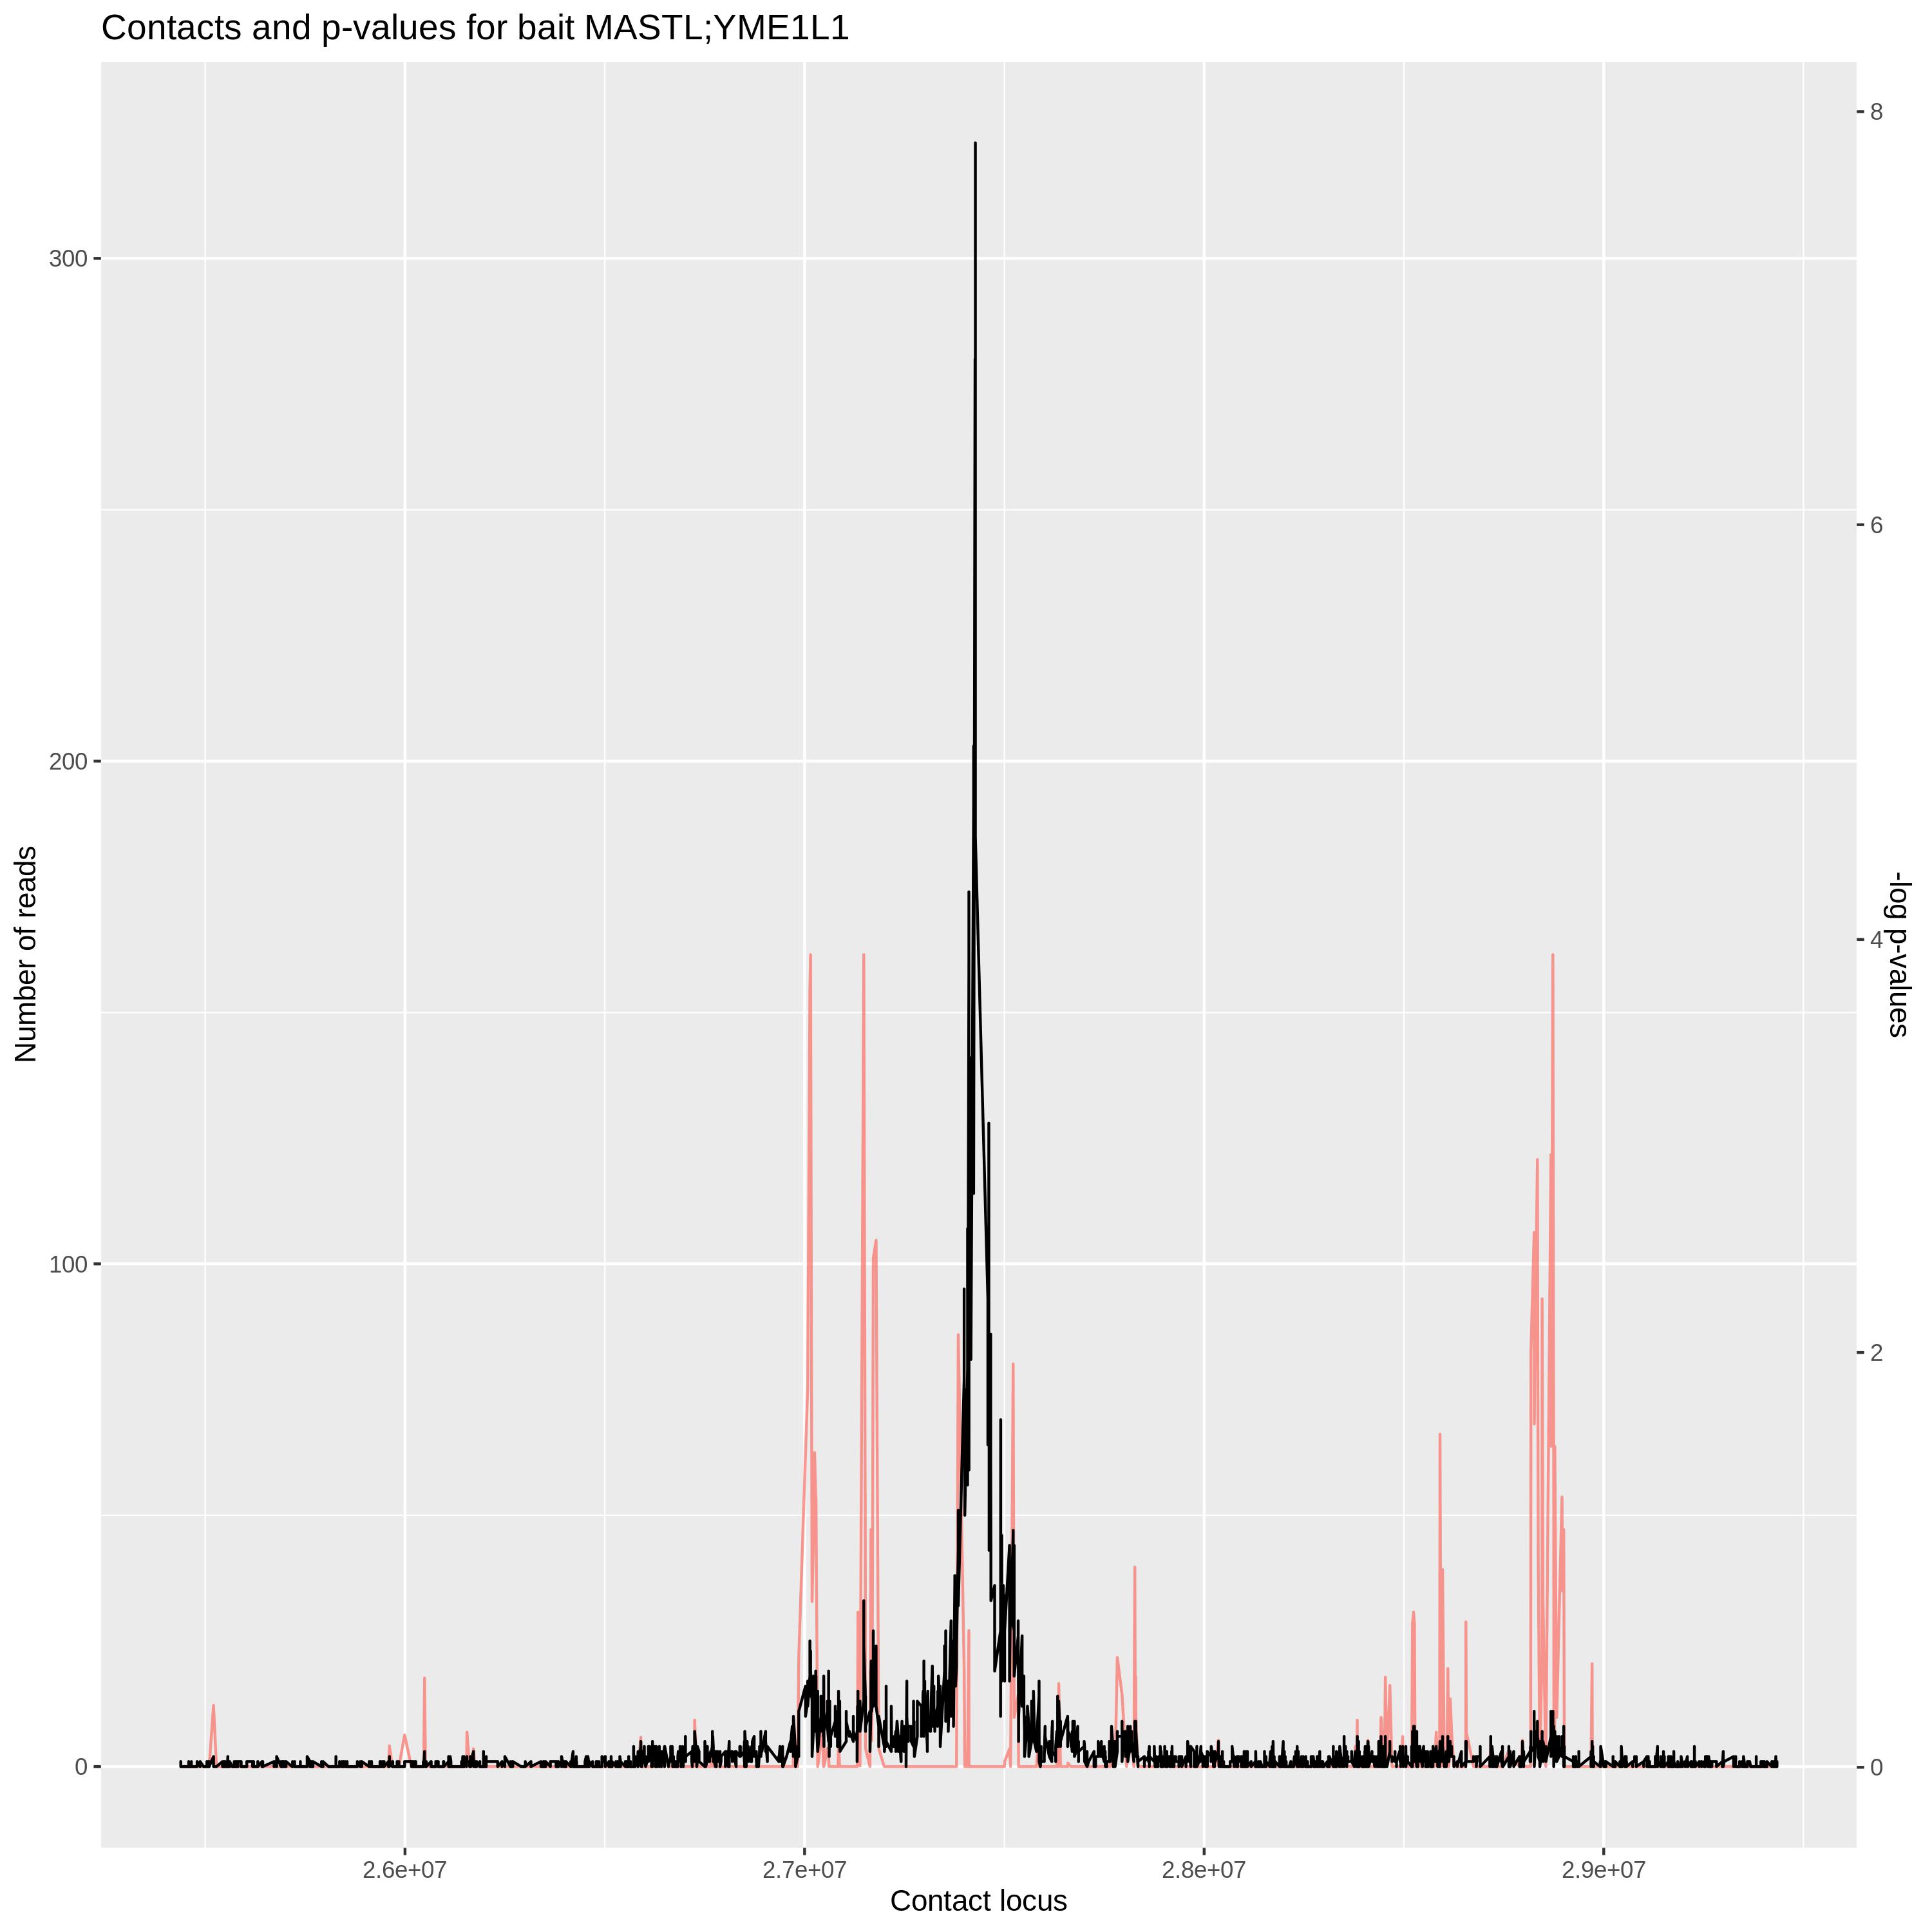 Contacts and p-values for bait MASTL;YME1L1
Number of reads
300
200
100
0
8
6
4
2
0
-log p-values
2.6e+07
2.7e+07
2.8e+07
2.9e+07
Contact locus